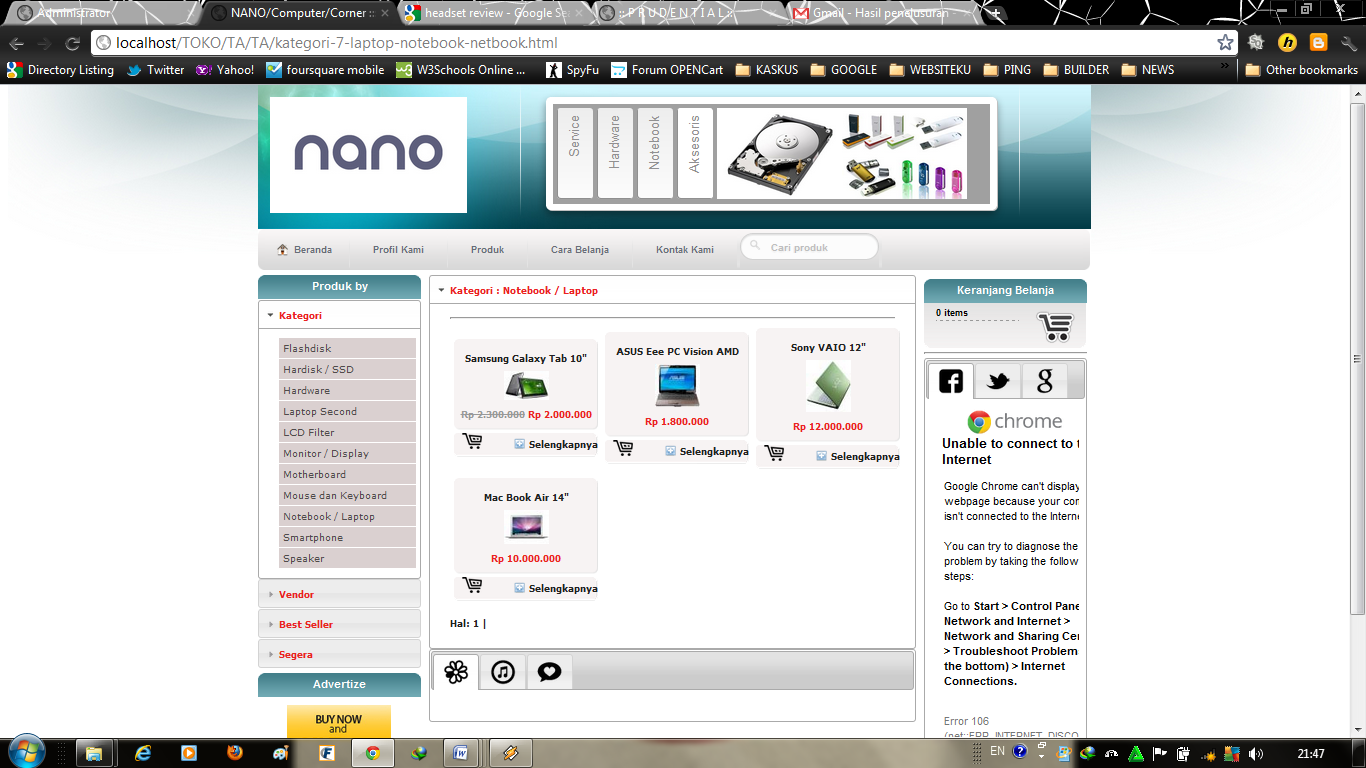 Administrator
NANO/Computer/Corner ::
headset review - Google Se
:: P R U D E N T I A L ::
Gmail - Hasil penelusuran -
localhost/TOKO/TA/TA/kategori-7-laptop-notebook-netbook.html
Directory Listing
Twitter
Yahoo!
foursquare mobile
W3Schools Online ...
SpyFu
Forum OPENCart
KASKUS
GOOGLE
WEBSITEKU
PING
BUILDER
NEWS
Other bookmarks
nano
Service
Hardware
Notebook
Aksesoris
Beranda
Profil Kami
Produk
Cara Belanja
Kontak Kami
Cari produk
Produk by
Kategori
Flashdisk
Hardisk / SSD
Hardware
Laptop Second
LCD Filter
Monitor / Display
Motherboard
Mouse dan Keyboard
Notebook / Laptop
Smartphone
Speaker
Vendor
Best Seller
Segera
Advertize
BUY NOW
and
Kategori : Notebook / Laptop
Samsung Galaxy Tab 10"
Rp 2.300.000 Rp 2.000.000
Selengkapnya
ASUS Eee PC Vision AMD
Rp 1.800.000
Selengkapnya
Sony VAIO 12"
Rp 12.000.000
Selengkapnya
Mac Book Air 14"
Rp 10.000.000
Selengkapnya
Hal: 1 |
Keranjang Belanja
0 items
chrome
Unable to connect to t
Internet
Google Chrome can't display
webpage because your com
isn't connected to the Interne
You can try to diagnose the
problem by taking the follow
steps:
Go to Start > Control Pane
Network and Internet >
Network and Sharing Cen
> Troubleshoot Problem
the bottom) > Internet
Connections.
Error 106
(net::ERR_INTERNET_DISCO
EN
21:47